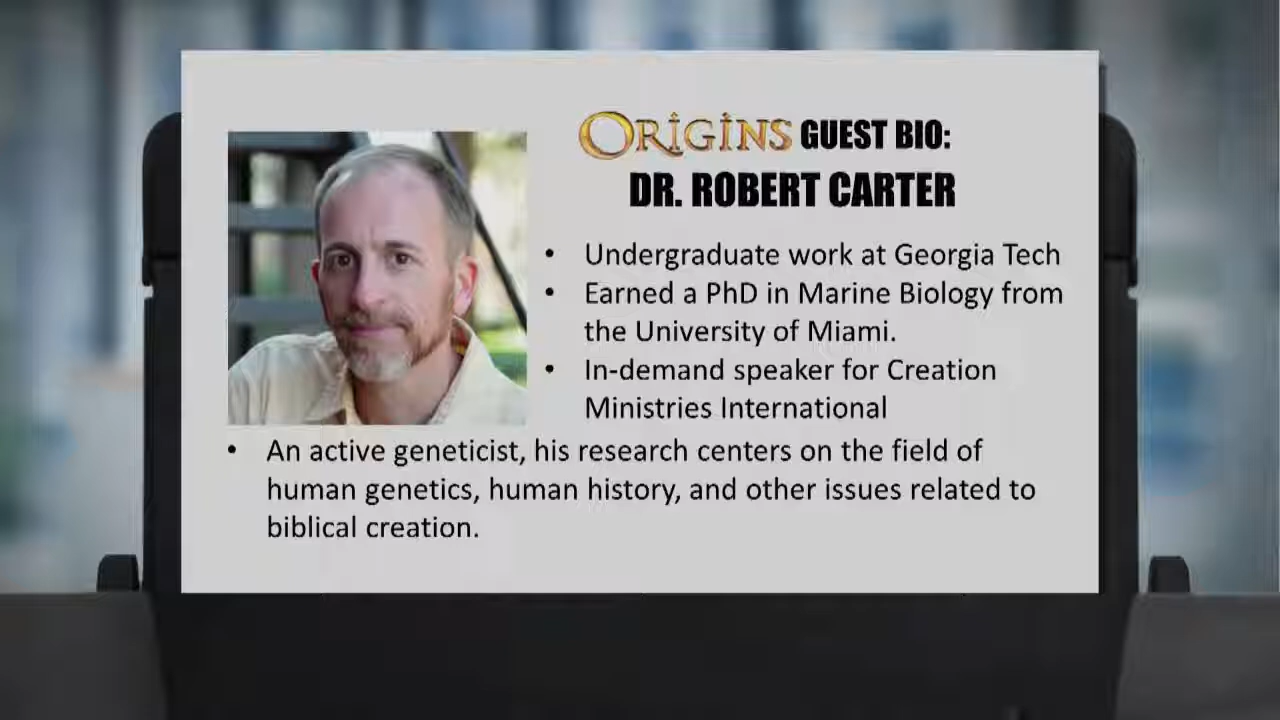 ORIGINS GUEST BIO:
DR. ROBERT CARTER
• Undergraduate work at Georgia Tech
• Earned a PhD in Marine Biology from
the University of Miami.
• In-demand speaker for Creation
Ministries International
• An active geneticist, his research centers on the field of
human genetics, human history, and other issues related to
biblical creation.